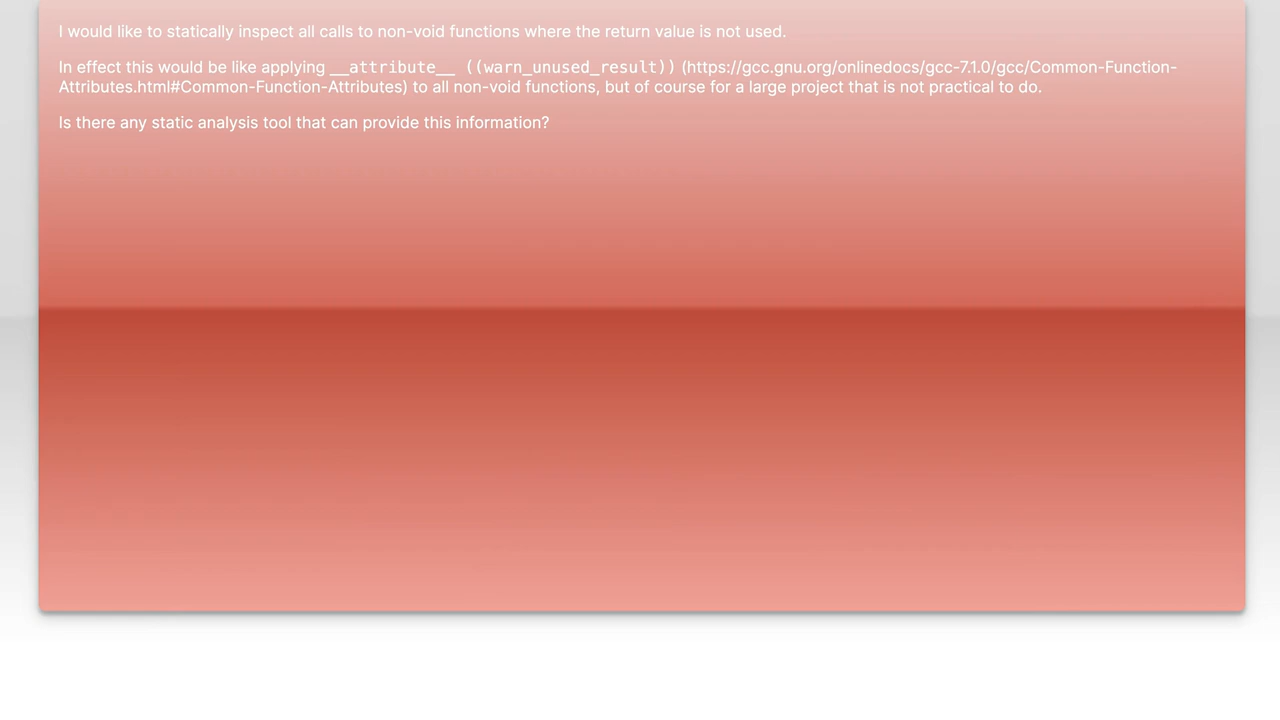 I would like to statically inspect all calls to non-void functions where the return value is not used.
In effect this would be like applying __attribute__ ((warn_unused_result)) (https://gcc.gnu.org/onlinedocs/gcc-7.1.0/gcc/Common-Function-
Attributes.html#Common-Function-Attributes) to all non-void functions, but of course for a large project that is not practical to do.
Is there any static analysis tool that can provide this information?